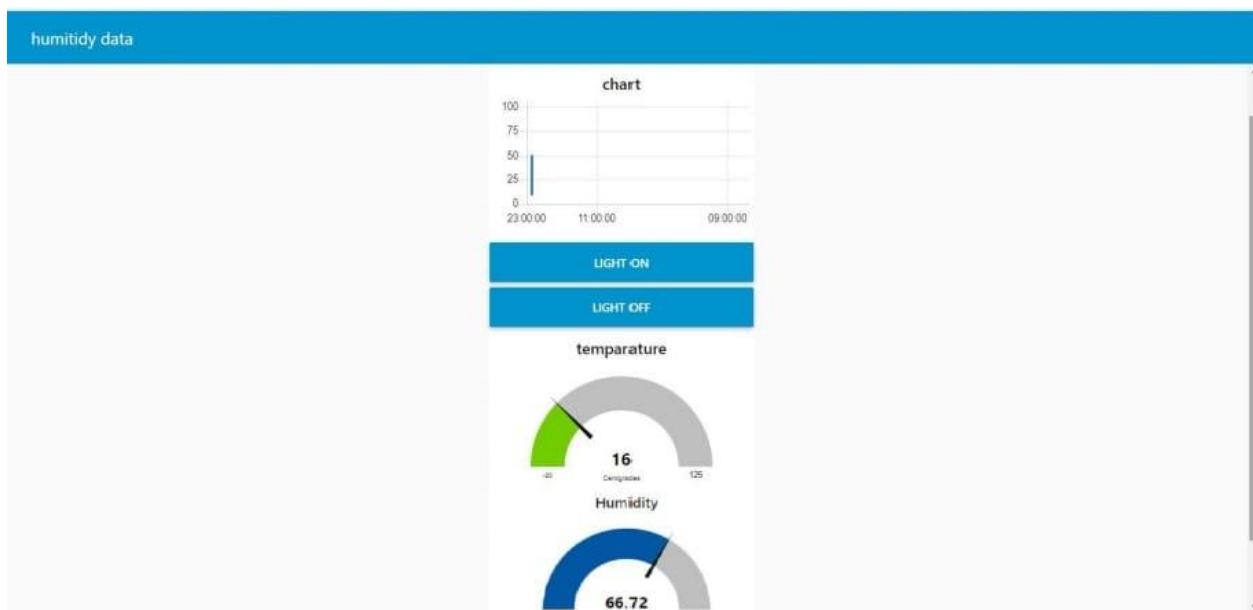 humitidy data
chart
100
75
50
25
0
23:00:00 11:00:00 09:00:00
LIGHT ON
LIGHT OFF
temparature
16
Centigrades
125
Humidity
66.72